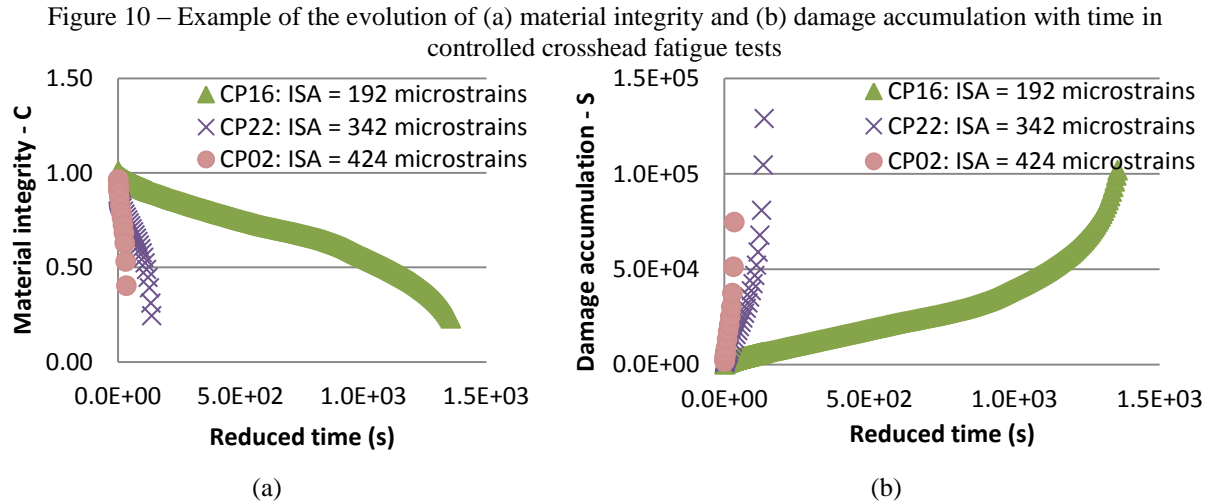 Figure 10 – Example of the evolution of (a) material integrity and (b) damage accumulation with time in
controlled crosshead fatigue tests
Material integrity - C
1.50
1.00
0.50
0.00
CP16: ISA = 192 microstrains
CP22: ISA = 342 microstrains
CP02: ISA = 424 microstrains
0.0E+00 5.0E+02 1.0E+03 1.5E+03
Reduced time (s)
(a)
Damage accumulation - S
1.5E+05
1.0E+05
5.0E+04
0.0E+00
CP16: ISA = 192 microstrains
CP22: ISA = 342 microstrains
CP02: ISA = 424 microstrains
0.0E+00 5.0E+02 1.0E+03 1.5E+03
Reduced time (s)
(b)